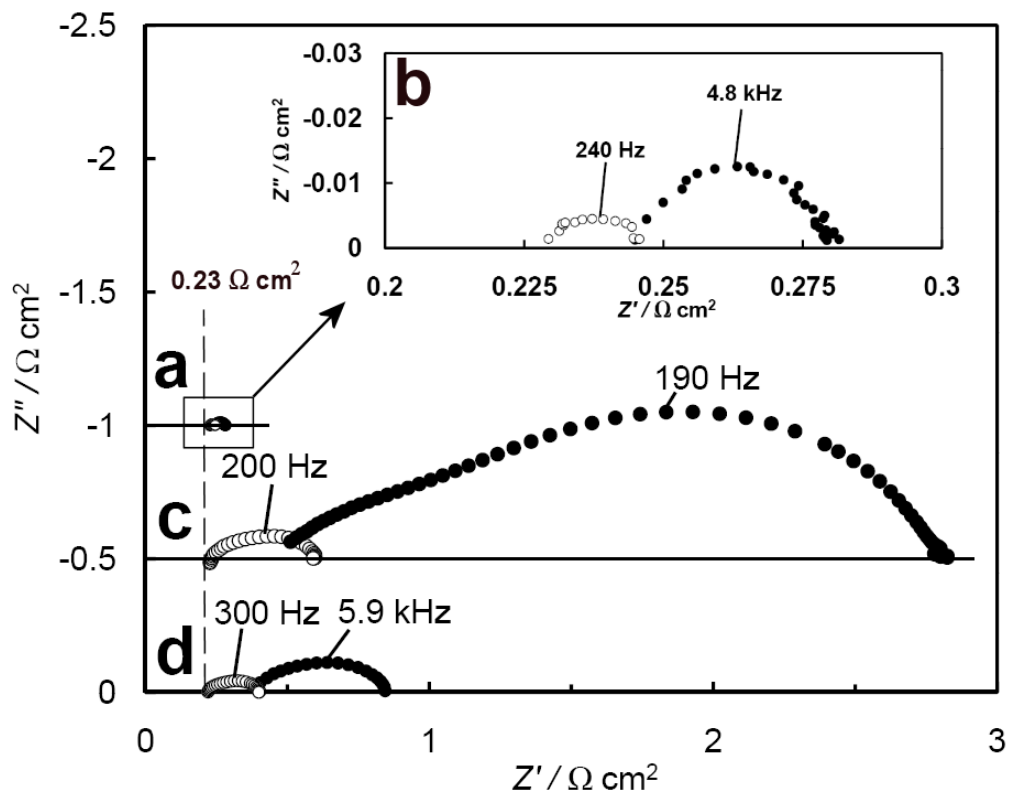 -2.5
-2
-1.5
-1
-0.5
0
Z″ / Ω cm²
0
1
2
3
Z′ / Ω cm²
b
-0.03
-0.02
-0.01
0
Z″ / Ω cm²
240 Hz
4.8 kHz
0.2
0.225
0.25
0.275
0.3
Z′ / Ω cm²
0.23 Ω cm²
a
190 Hz
200 Hz
c
300 Hz
5.9 kHz
d